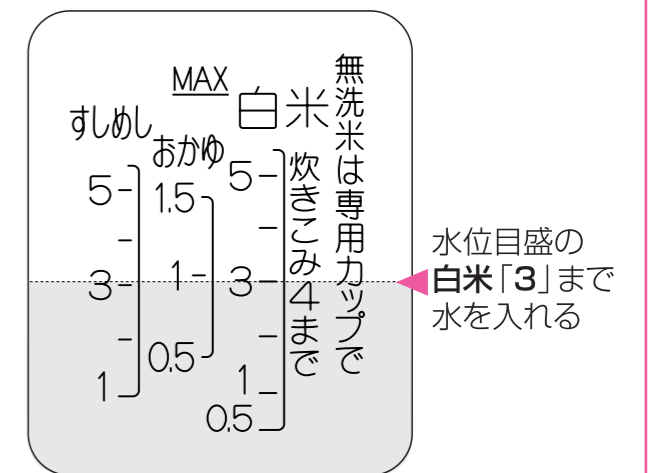 無洗米は専用カップで
炊きこみ4まで
MAX
白米
5
3
1
0.5
おかゆ
1.5
1
0.5
すしめし
5
3
1
水位目盛の
白米「3」まで
水を入れる